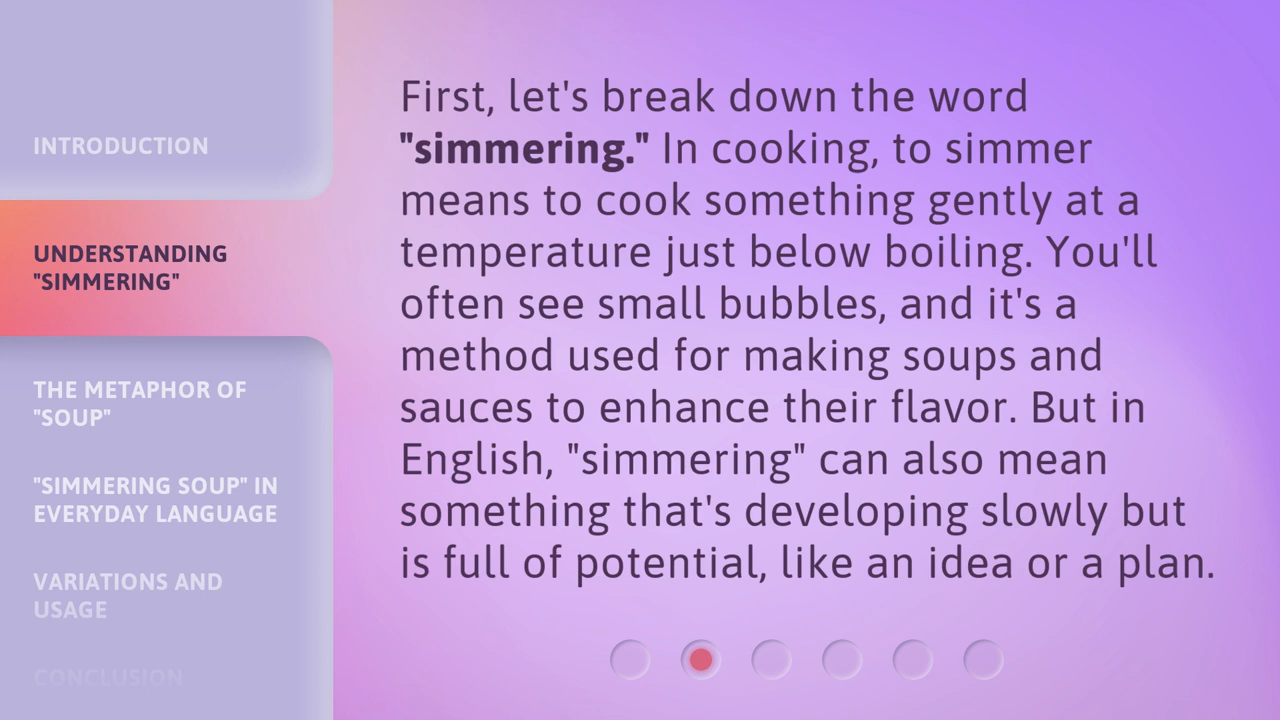 INTRODUCTION
UNDERSTANDING
"SIMMERING"
THE METAPHOR OF
"SOUP"
"SIMMERING SOUP" IN
EVERYDAY LANGUAGE
VARIATIONS AND
USAGE
CONCLUSION
First, let's break down the word
"simmering." In cooking, to simmer
means to cook something gently at a
temperature just below boiling. You'll
often see small bubbles, and it's a
method used for making soups and
sauces to enhance their flavor. But in
English, "simmering" can also mean
something that's developing slowly but
is full of potential, like an idea or a plan.